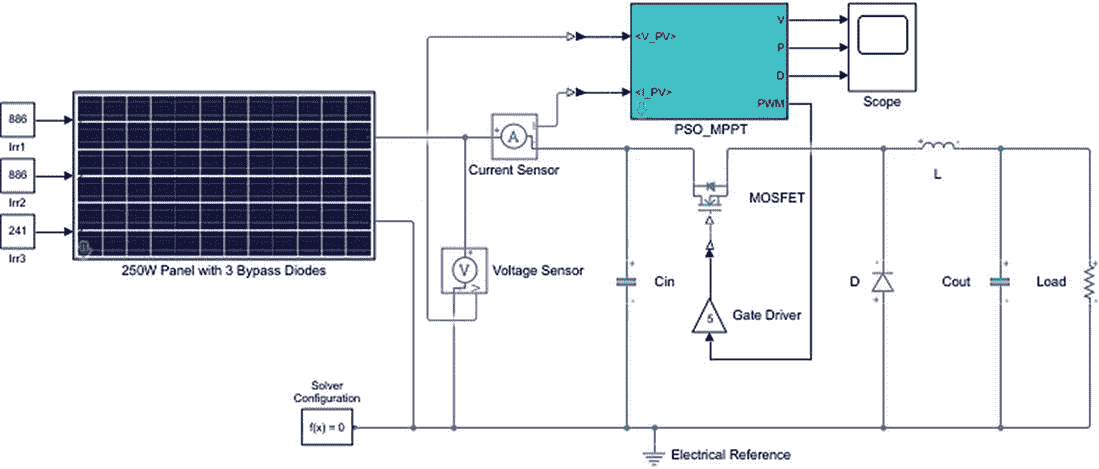 <V_PV>
<I_PV>
V
P
D
PWM
PSO_MPPT
Scope
886
Irr1
886
Irr2
241
Irr3
250W Panel with 3 Bypass Diodes
+
A
I
Current Sensor
+
V
V
Voltage Sensor
MOSFET
+
-
L
+
-
Cin
5
Gate Driver
-
D
+
+
Cout
-
+
Load
-
Solver
Configuration
f(x) = 0
Electrical Reference